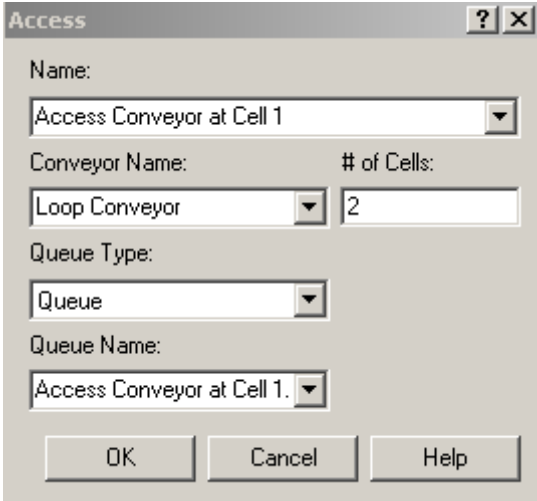 Access
Name:
Access Conveyor at Cell 1
Conveyor Name: # of Cells:
Loop Conveyor 2
Queue Type:
Queue
Queue Name:
Access Conveyor at Cell 1.
OK Cancel Help